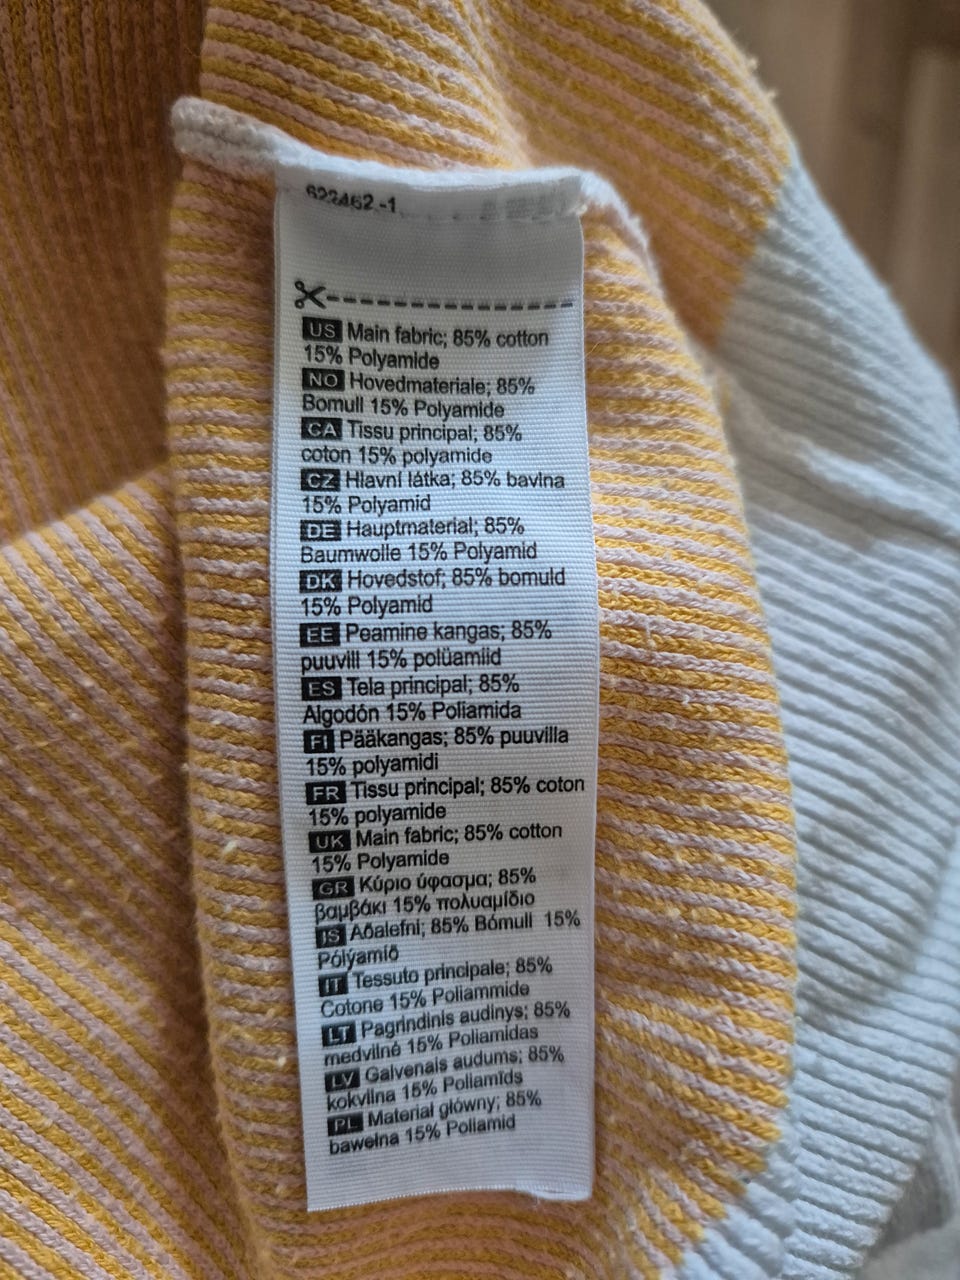 622462-1
US Main fabric; 85% cotton
15% Polyamide
NO Hovedmateriale; 85%
Bomull 15% Polyamide
CA Tissu principal; 85%
coton 15% polyamide
CZ Hlavní látka; 85% bavlna
15% Polyamid
DE Hauptmaterial; 85%
Baumwolle 15% Polyamid
DK Hovedstof; 85% bomuld
15% Polyamid
EE Peamine kangas; 85%
puuvill 15% polüamiid
ES Tela principal; 85%
Algodón 15% Poliamida
FI Pääkangas; 85% puuvilla
15% polyamidi
FR Tissu principal; 85% coton
15% polyamide
UK Main fabric; 85% cotton
15% Polyamide
GR Κύριο ύφασμα; 85%
βαμβάκι 15% πολυαμίδιο
IS Aðalefni; 85% Bómull 15%
Pólýamíð
IT Tessuto principale; 85%
Cotone 15% Poliammide
LT Pagrindinis audinys; 85%
medvilnė 15% Poliamidas
LV Galvenais audums; 85%
kokvilna 15% Poliamīds
PL Materiał główny; 85%
bawełna 15% Poliamid